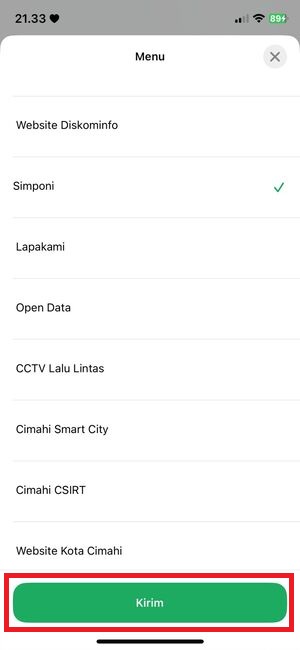 21.33
89
Menu
Website Diskominfo
Simponi
Lapakami
Open Data
CCTV Lalu Lintas
Cimahi Smart City
Cimahi CSIRT
Website Kota Cimahi
Kirim